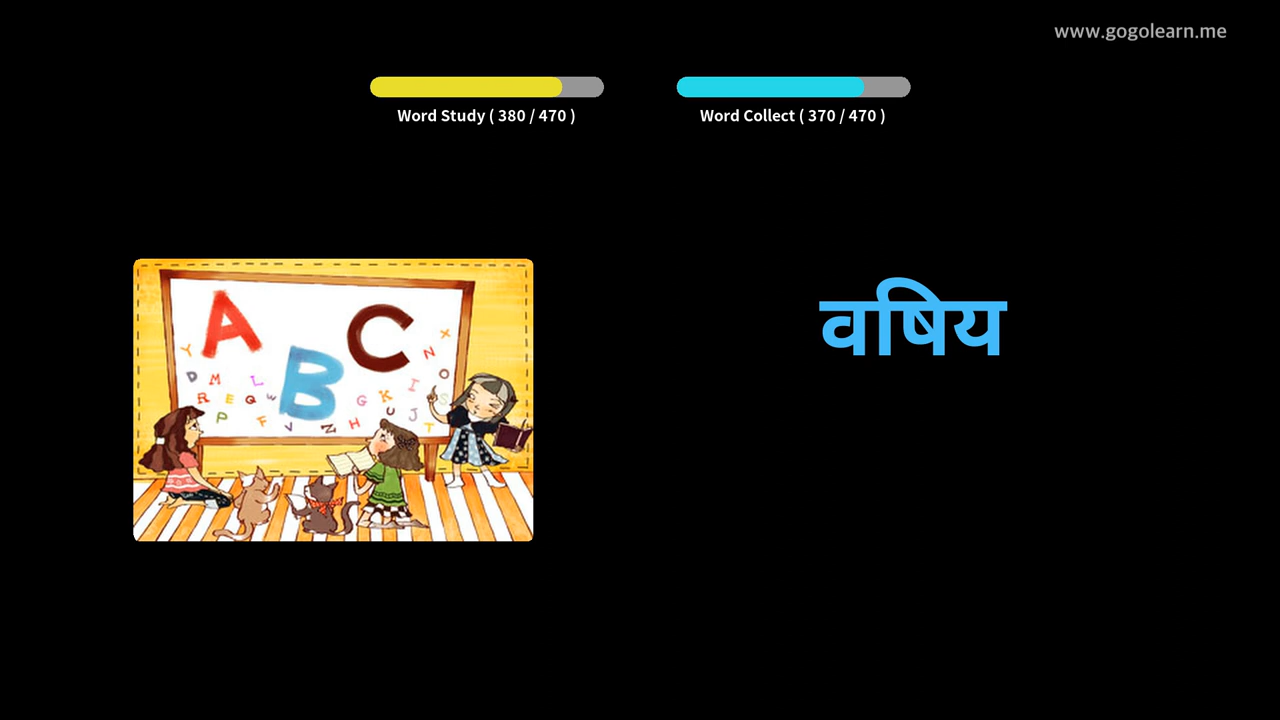 www.gogolearn.me
Word Study ( 380 / 470 )
Word Collect ( 370 / 470 )
वषिय
A B C
Y X N
D M L I O
R E Q W G K S
P F V Z H U J T